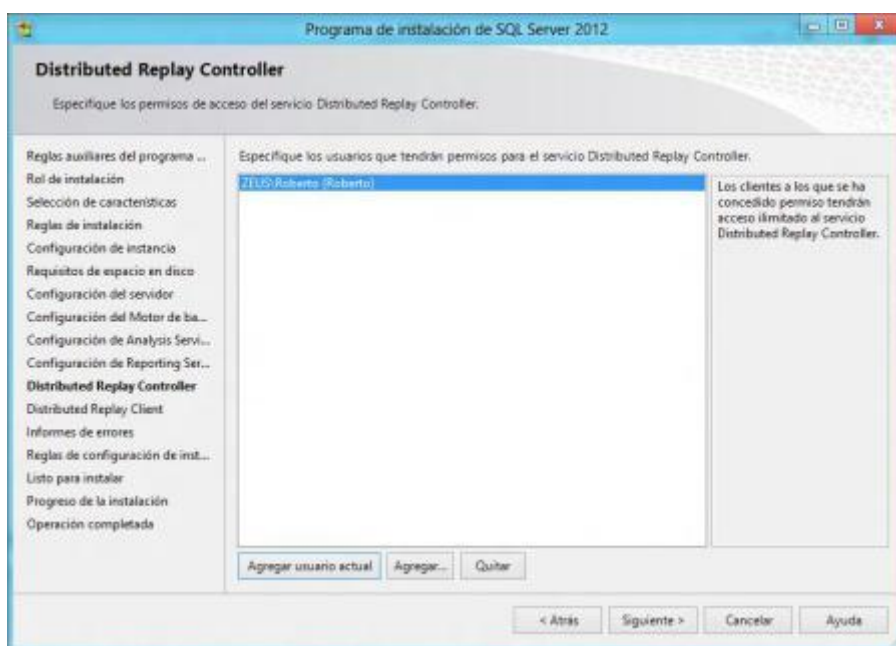 Programa de instalación de SQL Server 2012
Distributed Replay Controller
Especifique los permisos de acceso del servicio Distributed Replay Controller.
Reglas auxiliares del programa ...
Rol de instalación
Selección de características
Reglas de instalación
Configuración de instancia
Requisitos de espacio en disco
Configuración del servidor
Configuración del Motor de ba...
Configuración de Analysis Servi...
Configuración de Reporting Ser...
Distributed Replay Controller
Distributed Replay Client
Informes de errores
Reglas de configuración de inst...
Listo para instalar
Progreso de la instalación
Operación completada
Especifique los usuarios que tendrán permisos para el servicio Distributed Replay Controller.
ZEUS\Roberto (Roberto)
Los clientes a los que se ha
concedido permiso tendrán
acceso ilimitado al servicio
Distributed Replay Controller.
Agregar usuario actual
Agregar...
Quitar
< Atrás
Siguiente >
Cancelar
Ayuda